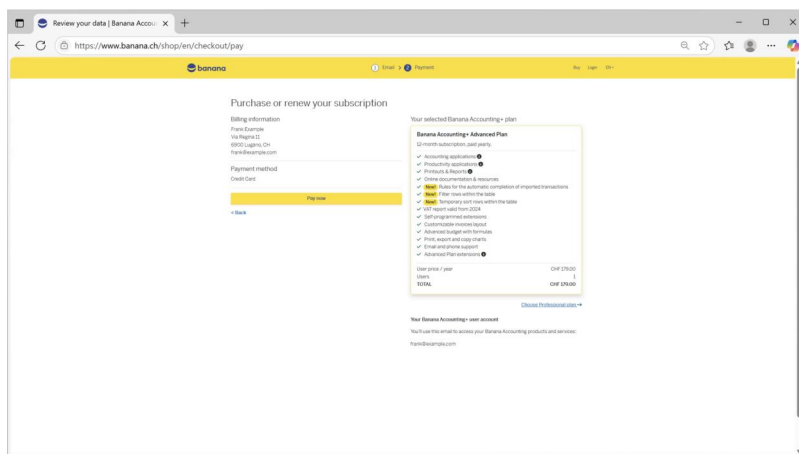 Review your data | Banana Accou
https://www.banana.ch/shop/en/checkout/pay
banana
1 Email > 2 Payment
Buy Login EN
Purchase or renew your subscription
Billing information
Frank Example
Via Regina 11
6900 Lugano, CH
frank@example.com
Payment method
Credit Card
Pay now
< Back
Your selected Banana Accounting+ plan
Banana Accounting+ Advanced Plan
12-month subscription, paid yearly.
Accounting applications
Productivity applications
Printouts & Reports
Online documentation & resources
New!: Rules for the automatic completion of imported transactions
New!: Filter rows within the table
New!: Temporary sort rows within the table
VAT report valid from 2024
Self-programmed extensions
Customizable invoices layout
Advanced budget with formulas
Print, export and copy charts
Email and phone support
Advanced Plan extensions
User price / year CHF 179.00
Users 1
TOTAL CHF 179.00
Choose Professional plan →
Your Banana Accounting+ user account
You'll use this email to access your Banana Accounting products and services:
frank@example.com